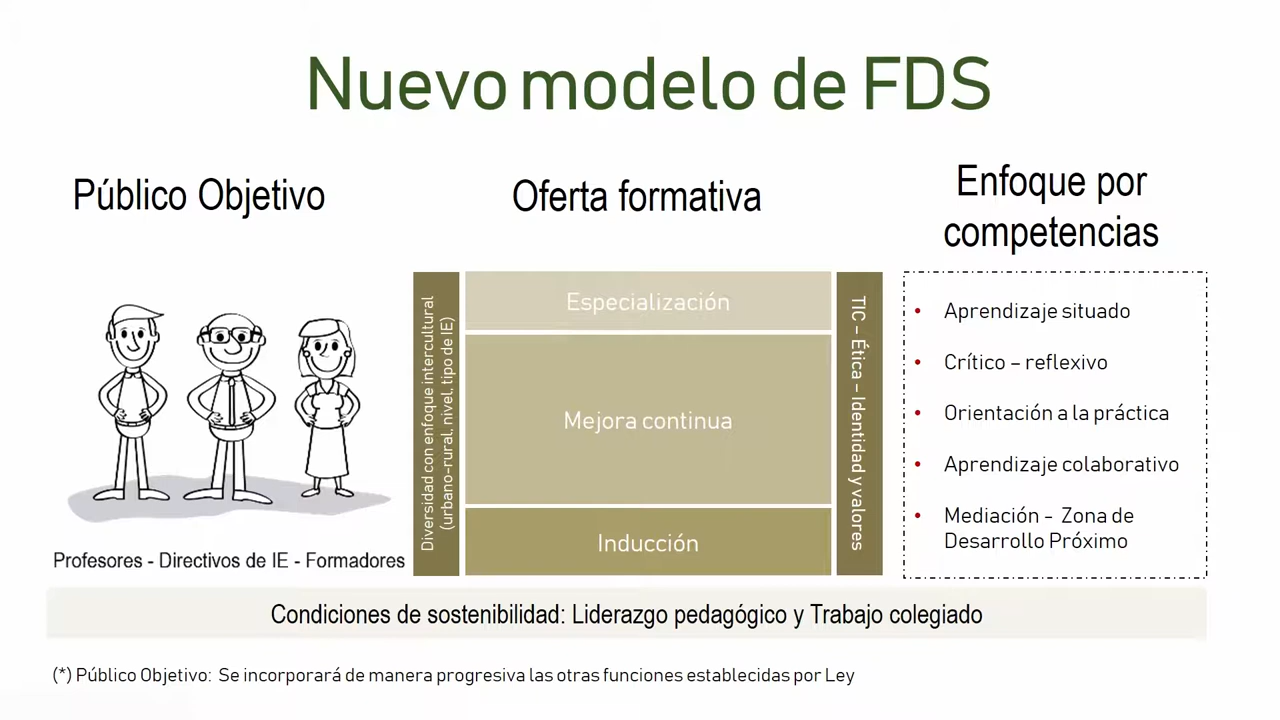 Nuevo modelo de FDS
Público Objetivo
Profesores - Directivos de IE - Formadores
Oferta formativa
Diversidad con enfoque intercultural
(urbano-rural, nivel, tipo de IE)
Especialización
Mejora continua
Inducción
TIC – Ética – Identidad y valores
Enfoque por
competencias
• Aprendizaje situado
• Crítico – reflexivo
• Orientación a la práctica
• Aprendizaje colaborativo
• Mediación - Zona de
Desarrollo Próximo
Condiciones de sostenibilidad: Liderazgo pedagógico y Trabajo colegiado
(*) Público Objetivo: Se incorporará de manera progresiva las otras funciones establecidas por Ley